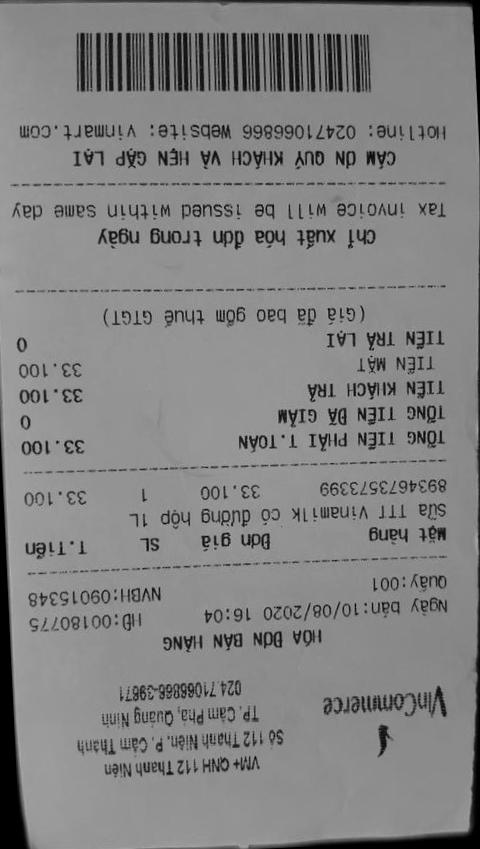 VinCommerce
VM+ QNH 112 Thanh Niên
Số 112 Thanh Niên, P. Cẩm Thành
TP. Cẩm Phả, Quảng Ninh
024.71066866-39671
HÓA ĐƠN BÁN HÀNG
Ngày bán:10/08/2020 16:04 HĐ:00180775
Quầy:001 NVBH:09015348
Mặt hàng Đơn giá SL T.Tiền
Sữa TTT Vinamilk có đường hộp 1L
8934673573399 33.100 1 33.100
TỔNG TIỀN PHẢI T.TOÁN 33.100
TỔNG TIỀN ĐÃ GIẢM 0
TIỀN KHÁCH TRẢ 33.100
TIỀN MẶT 33.100
TIỀN TRẢ LẠI 0
(Giá đã bao gồm thuế GTGT)
Chỉ xuất hóa đơn trong ngày
Tax invoice will be issued within same day
CẢM ƠN QUÝ KHÁCH VÀ HẸN GẶP LẠI
Hotline: 02471066866 Website: vinmart.com